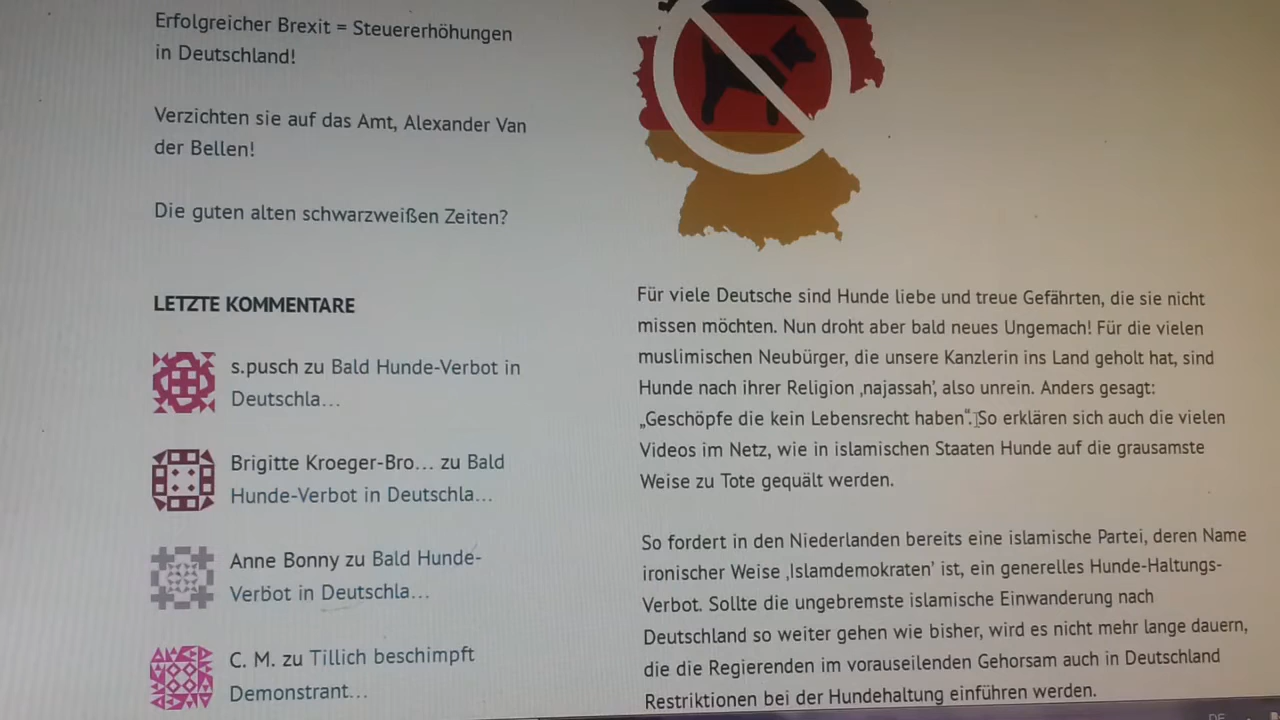 Erfolgreicher Brexit = Steuererhöhungen
in Deutschland!
Verzichten sie auf das Amt, Alexander Van
der Bellen!
Die guten alten schwarzweißen Zeiten?
LETZTE KOMMENTARE
s.pusch zu Bald Hunde-Verbot in
Deutschla…
Brigitte Kroeger-Bro… zu Bald
Hunde-Verbot in Deutschla…
Anne Bonny zu Bald Hunde-
Verbot in Deutschla…
C. M. zu Tillich beschimpft
Demonstrant…
Für viele Deutsche sind Hunde liebe und treue Gefährten, die sie nicht
missen möchten. Nun droht aber bald neues Ungemach! Für die vielen
muslimischen Neubürger, die unsere Kanzlerin ins Land geholt hat, sind
Hunde nach ihrer Religion ‚najassah’, also unrein. Anders gesagt:
„Geschöpfe die kein Lebensrecht haben“. So erklären sich auch die vielen
Videos im Netz, wie in islamischen Staaten Hunde auf die grausamste
Weise zu Tote gequält werden.
So fordert in den Niederlanden bereits eine islamische Partei, deren Name
ironischer Weise ‚Islamdemokraten’ ist, ein generelles Hunde-Haltungs-
Verbot. Sollte die ungebremste islamische Einwanderung nach
Deutschland so weiter gehen wie bisher, wird es nicht mehr lange dauern,
die die Regierenden im vorauseilenden Gehorsam auch in Deutschland
Restriktionen bei der Hundehaltung einführen werden.
DE